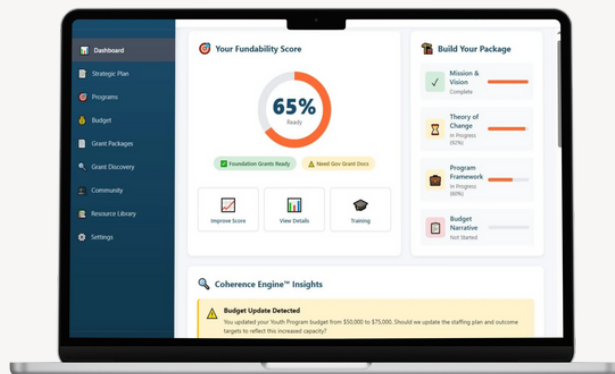 Dashboard
Strategic Plan
Programs
Budget
Grant Packages
Grant Discovery
Community
Resource Library
Settings
Your Fundability Score
65%
Ready
Foundation Grants Ready
Need Gov Grant Docs
Improve Score
View Details
Training
Build Your Package
Mission &
Vision
Complete
Theory of
Change
In Progress
(92%)
Program
Framework
In Progress
(60%)
Budget
Narrative
Not Started
Coherence Engine™ Insights
Budget Update Detected
You updated your Youth Program budget from $50,000 to $75,000. Should we update the staffing plan and outcome
targets to reflect this increased capacity?